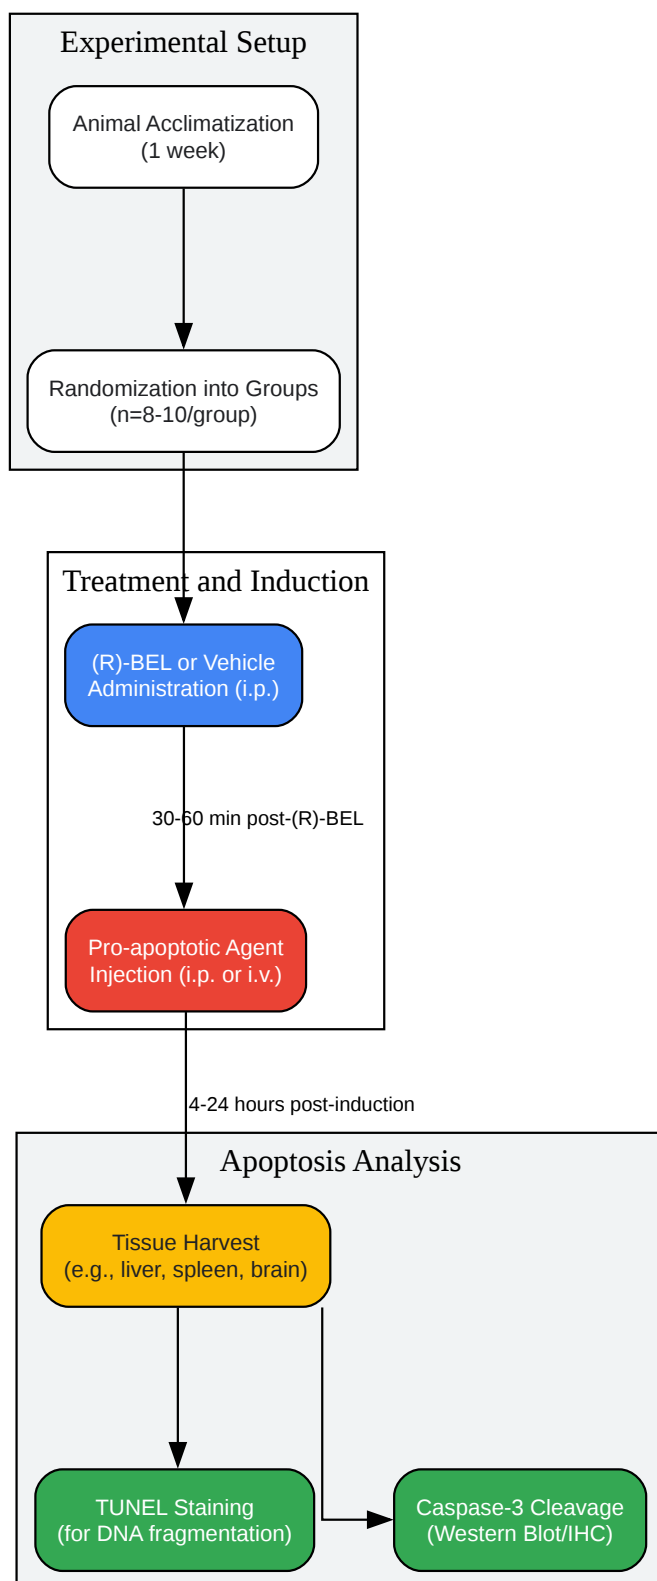 Experimental Setup
Animal Acclimatization
(1 week)
Randomization into Groups
(n=8-10/group)
Treatment and Induction
(R)-BEL or Vehicle
Administration (i.p.)
30-60 min post-(R)-BEL
Pro-apoptotic Agent
Injection (i.p. or i.v.)
4-24 hours post-induction
Apoptosis Analysis
Tissue Harvest
(e.g., liver, spleen, brain)
TUNEL Staining
(for DNA fragmentation)
Caspase-3 Cleavage
(Western Blot/IHC)